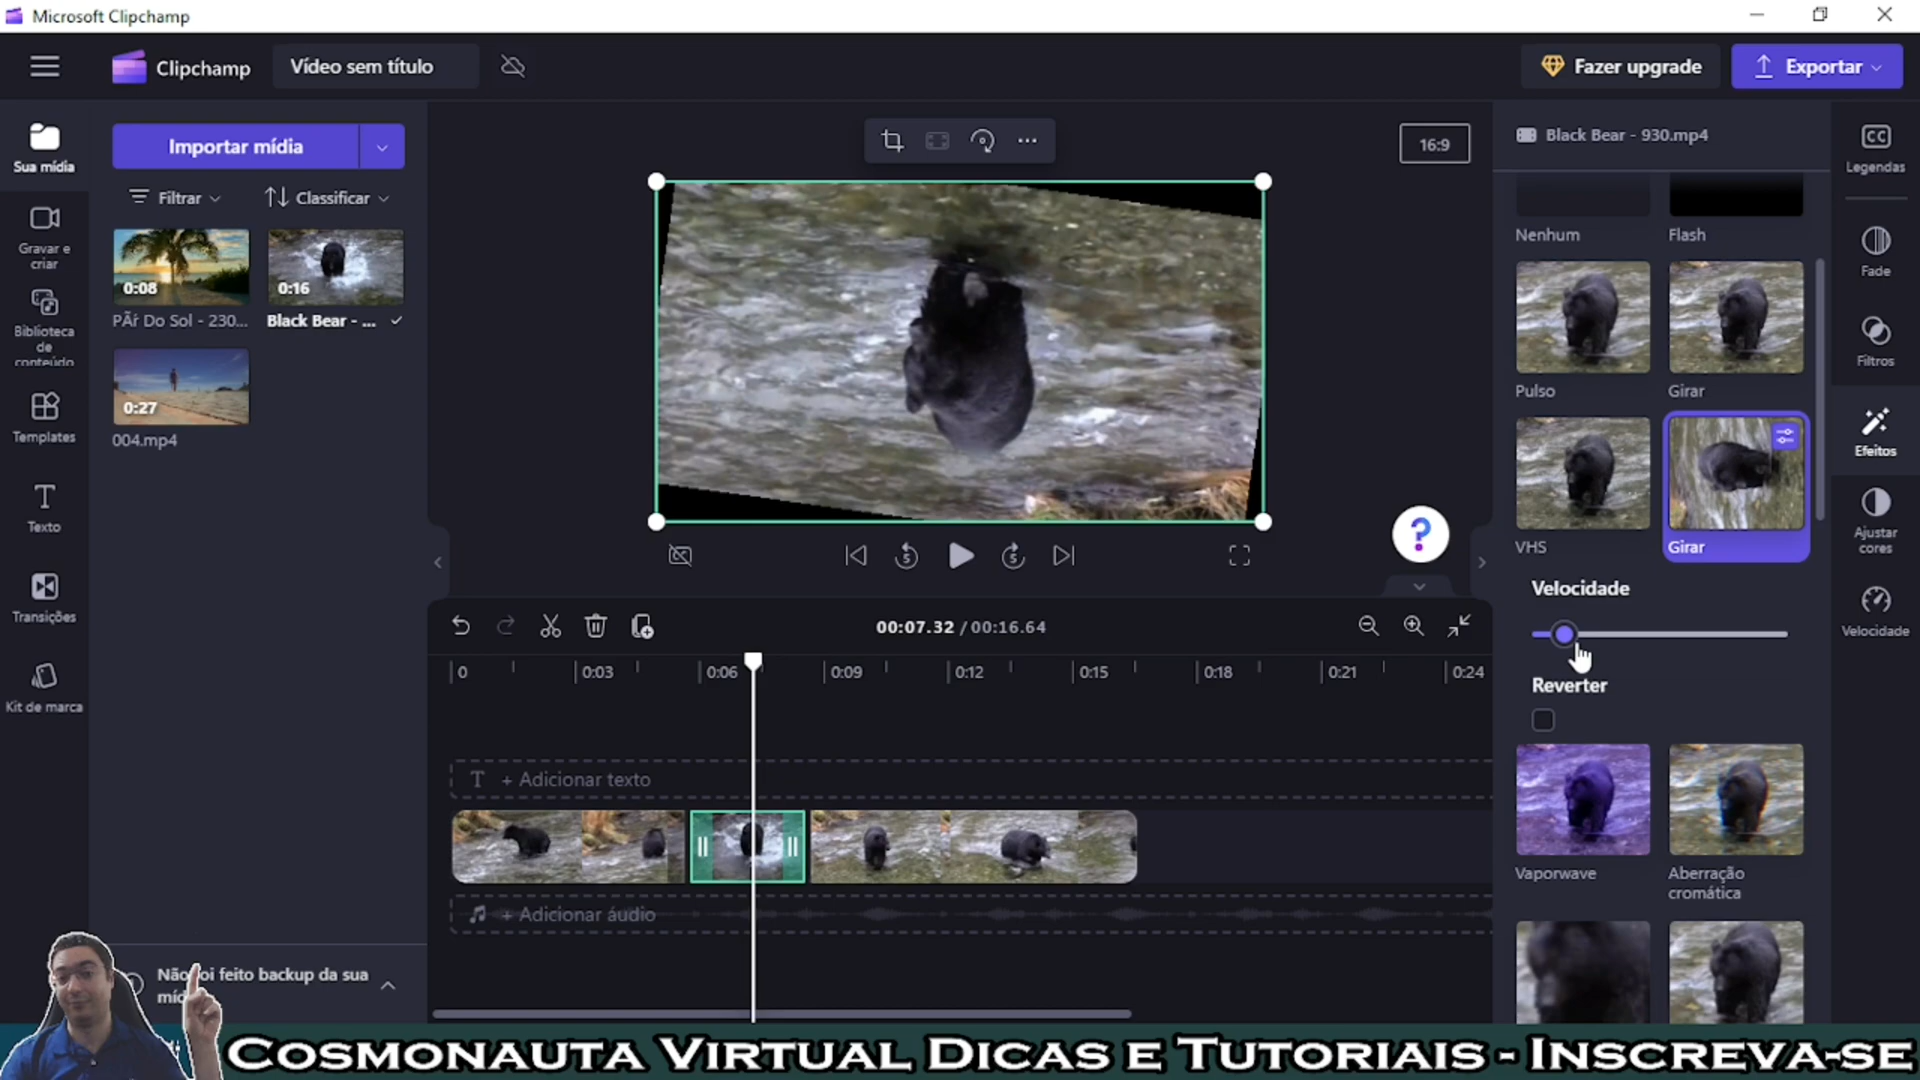 Microsoft Clipchamp
Clipchamp
Vídeo sem título
Fazer upgrade
Exportar
Sua mídia
Gravar e
criar
Biblioteca
de
conteúdo
Templates
Texto
Transições
Kit de marca
Importar mídia
Filtrar
Classificar
0:08
0:16
PÃŕ Do Sol - 230...
Black Bear - ...
0:27
004.mp4
16:9
Black Bear - 930.mp4
Nenhum
Flash
Pulso
Girar
VHS
Girar
Velocidade
Reverter
Vaporwave
Aberração
cromática
CC
Legendas
Fade
Filtros
Efeitos
Ajustar
cores
Velocidade
5
5
?
00:07.32 / 00:16.64
0
0:03
0:06
0:09
0:12
0:15
0:18
0:21
0:24
T + Adicionar texto
+ Adicionar áudio
feito backup da sua
Cosmonauta Virtual Dicas e Tutoriais - Inscreva-se